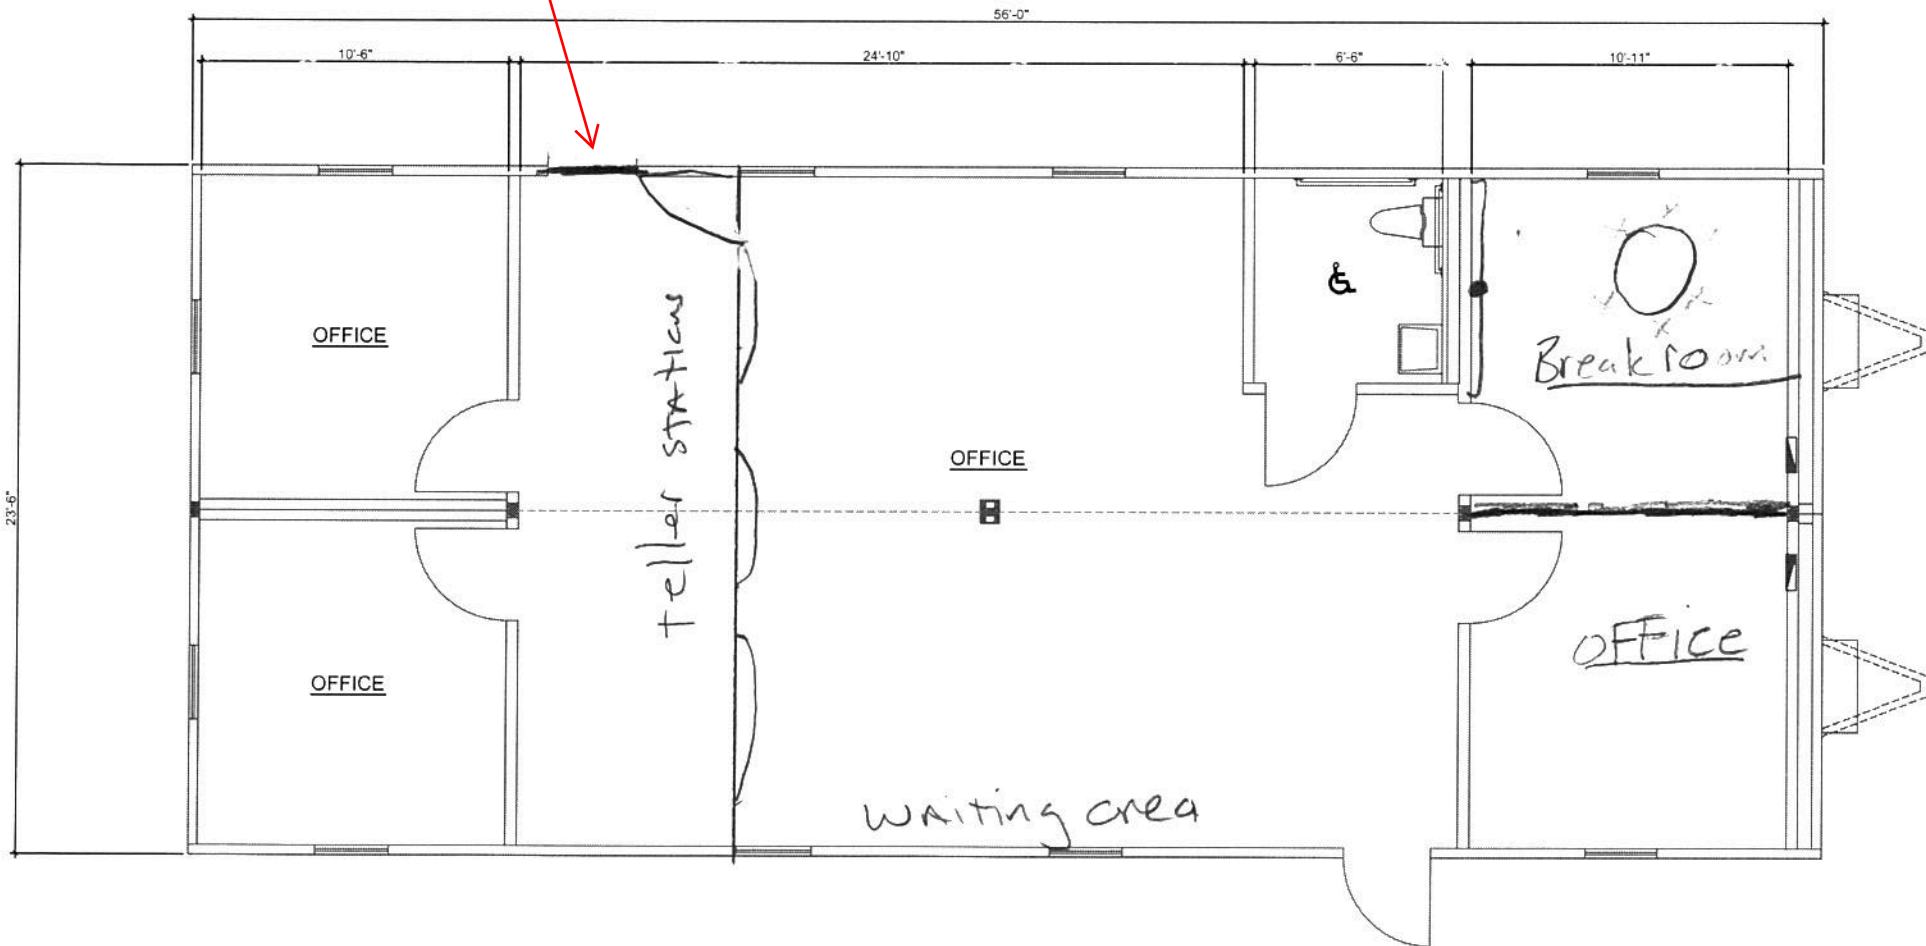 56'-0"
10'-6"
24'-10"
6'-6"
10'-11"
23'-6"
OFFICE
teller STATions
OFFICE
Breakroom
OFFICE
OFFICE
WAiting area